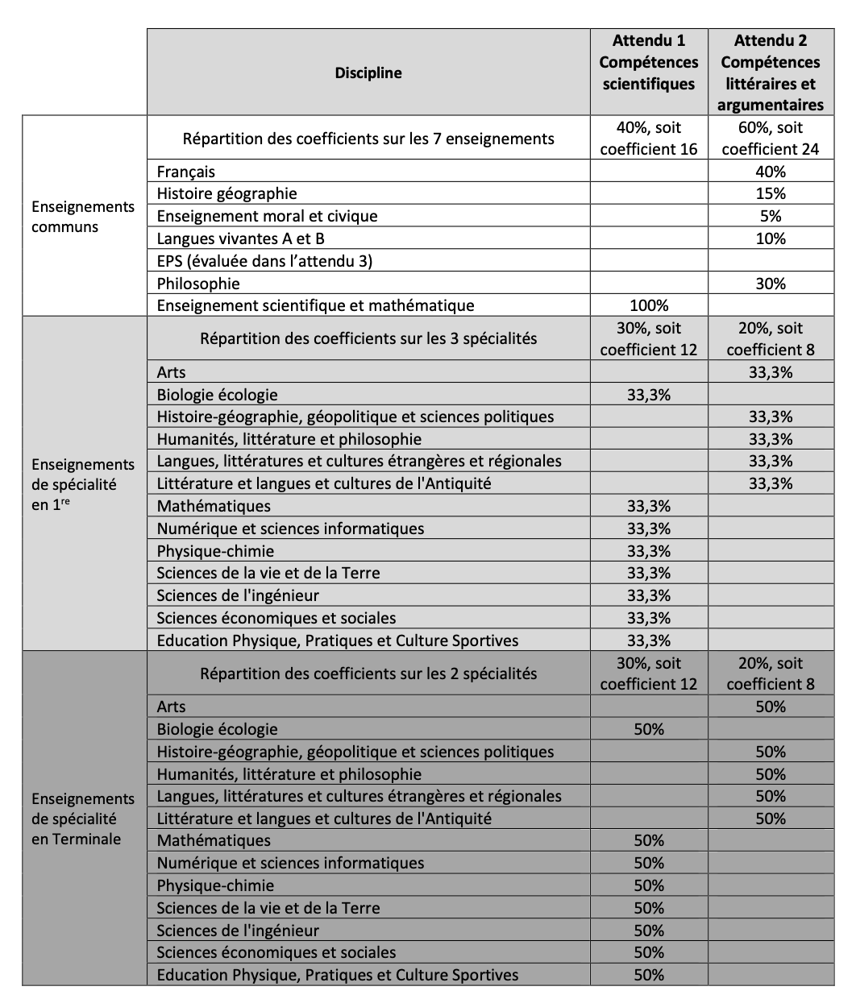 Discipline
Attendu 1
Compétences
scientifiques
Attendu 2
Compétences
littéraires et
argumentaires
Enseignements
communs
Répartition des coefficients sur les 7 enseignements
40%, soit
coefficient 16
60%, soit
coefficient 24
Français 40%
Histoire géographie 15%
Enseignement moral et civique 5%
Langues vivantes A et B 10%
EPS (évaluée dans l’attendu 3)
Philosophie 30%
Enseignement scientifique et mathématique 100%
Enseignements
de spécialité
en 1re
Répartition des coefficients sur les 3 spécialités
30%, soit
coefficient 12
20%, soit
coefficient 8
Arts 33,3%
Biologie écologie 33,3%
Histoire-géographie, géopolitique et sciences politiques 33,3%
Humanités, littérature et philosophie 33,3%
Langues, littératures et cultures étrangères et régionales 33,3%
Littérature et langues et cultures de l'Antiquité 33,3%
Mathématiques 33,3%
Numérique et sciences informatiques 33,3%
Physique-chimie 33,3%
Sciences de la vie et de la Terre 33,3%
Sciences de l'ingénieur 33,3%
Sciences économiques et sociales 33,3%
Education Physique, Pratiques et Culture Sportives 33,3%
Enseignements
de spécialité
en Terminale
Répartition des coefficients sur les 2 spécialités
30%, soit
coefficient 12
20%, soit
coefficient 8
Arts 50%
Biologie écologie 50%
Histoire-géographie, géopolitique et sciences politiques 50%
Humanités, littérature et philosophie 50%
Langues, littératures et cultures étrangères et régionales 50%
Littérature et langues et cultures de l'Antiquité 50%
Mathématiques 50%
Numérique et sciences informatiques 50%
Physique-chimie 50%
Sciences de la vie et de la Terre 50%
Sciences de l'ingénieur 50%
Sciences économiques et sociales 50%
Education Physique, Pratiques et Culture Sportives 50%